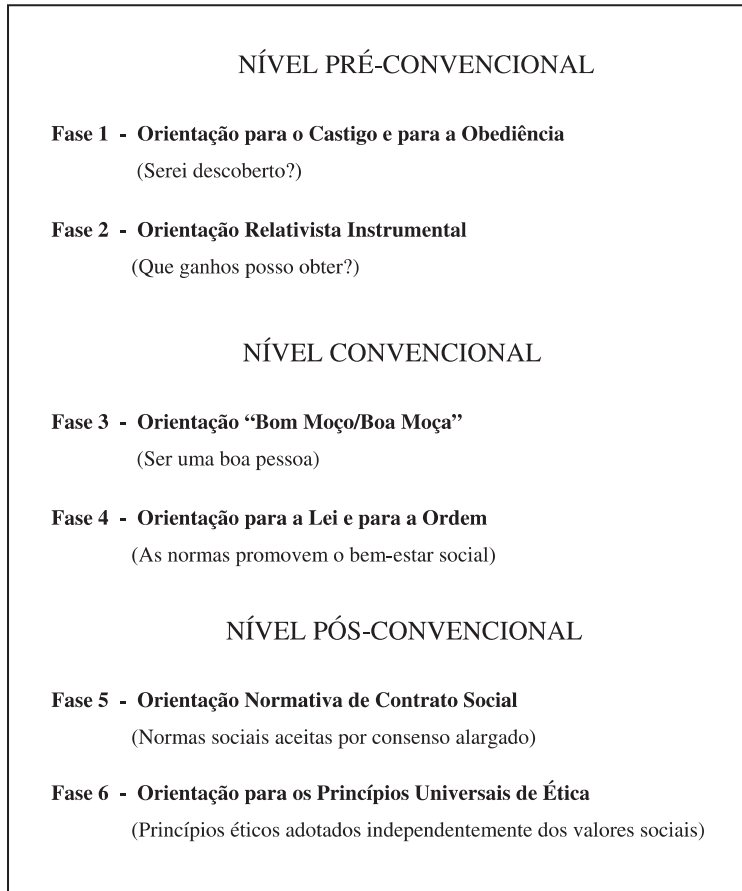 NÍVEL PRÉ-CONVENCIONAL
Fase 1 - Orientação para o Castigo e para a Obediência
(Serei descoberto?)
Fase 2 - Orientação Relativista Instrumental
(Que ganhos posso obter?)
NÍVEL CONVENCIONAL
Fase 3 - Orientação “Bom Moço/Boa Moça”
(Ser uma boa pessoa)
Fase 4 - Orientação para a Lei e para a Ordem
(As normas promovem o bem-estar social)
NÍVEL PÓS-CONVENCIONAL
Fase 5 - Orientação Normativa de Contrato Social
(Normas sociais aceitas por consenso alargado)
Fase 6 - Orientação para os Princípios Universais de Ética
(Princípios éticos adotados independentemente dos valores sociais)